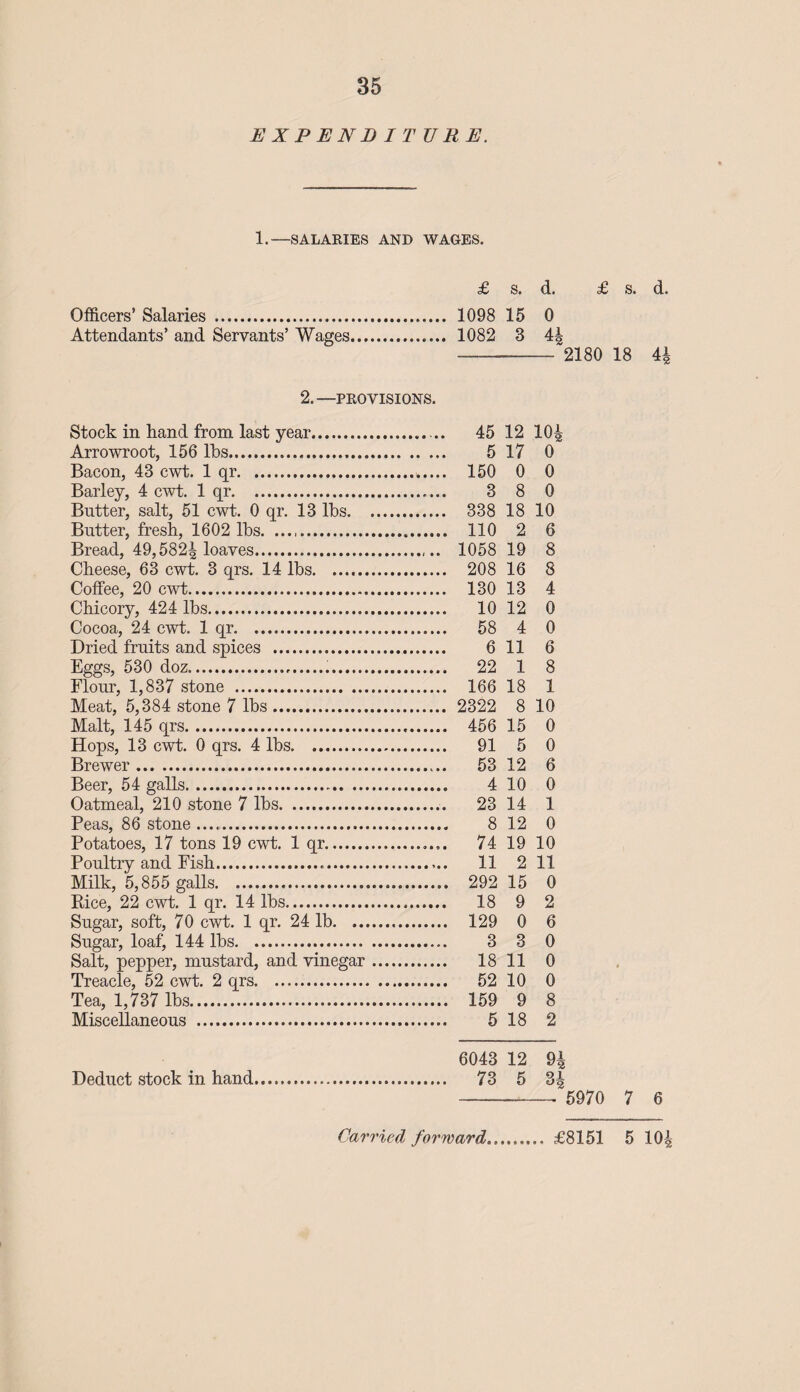 35
EXPENDITURE.
1.—SALARIES AND WAGES.
£ s. d. £ s. d.
Officers' Salaries ........ 1098 15 0
Attendants' and Servants' Wages........ 1082 3 4½
2180 18 4½
2.—PROVISIONS.
Stock in hand from last year........ 45 12 10½
Arrowroot, 156 lbs........ 5 17 0
Bacon, 43 cwt. 1 qr. ........ 150 0 0
Barley, 4 cwt. 1 qr. ........ 3 8 0
Butter, salt, 51 cwt. 0 qr. 13 lbs. ........ 338 18 10
Butter, fresh, 1602 lbs. ........ 110 2 6
Bread, 49,582½ loaves........ 1058 19 8
Cheese, 63 cwt. 3 qrs. 14 lbs. ........ 208 16 8
Coffee, 20 cwt........ 130 13 4
Chicory, 424 lbs........ 10 12 0
Cocoa, 24 cwt. 1 qr. ........ 58 4 0
Dried fruits and spices ........ 6 11 6
Eggs, 530 doz........ 22 1 8
Flour, 1,837 stone ........ 166 18 1
Meat, 5,384 stone 7 lbs ........ 2322 8 10
Malt, 145 qrs........ 456 15 0
Hops, 13 cwt. 0 qrs. 4 lbs. ........ 91 5 0
Brewer ........ 53 12 6
Beer, 54 galls........ 4 10 0
Oatmeal, 210 stone 7 lbs. ........ 23 14 1
Peas, 86 stone ........ 8 12 0
Potatoes, 17 tons 19 cwt. 1 qr........ 74 19 10
Poultry and Fish........ 11 2 11
Milk, 5,855 galls. ........ 292 15 0
Rice, 22 cwt. 1 qr. 14 lbs........ 18 9 2
Sugar, soft, 70 cwt. 1 qr. 24 lb. ........ 129 0 6
Sugar, loaf, 144 lbs. ........ 3 3 0
Salt, pepper, mustard, and vinegar ........ 18 11 0
Treacle, 52 cwt. 2 qrs. ........ 52 10 0
Tea, 1,737 lbs........ 159 9 8
Miscellaneous ........ 5 18 2
6043 12 9½
Deduct stock in hand........ 73 5 3½
5970 7 6
Carried forward........ £8151 5 10½